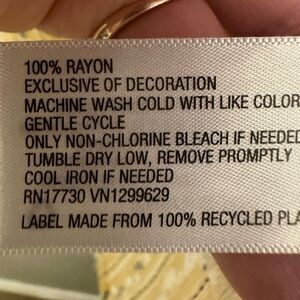 100% RAYON
EXCLUSIVE OF DECORATION
MACHINE WASH COLD WITH LIKE COLOR
GENTLE CYCLE
ONLY NON-CHLORINE BLEACH IF NEEDED
TUMBLE DRY LOW, REMOVE PROMPTLY
COOL IRON IF NEEDED
RN17730 VN1299629
LABEL MADE FROM 100% RECYCLED PLA